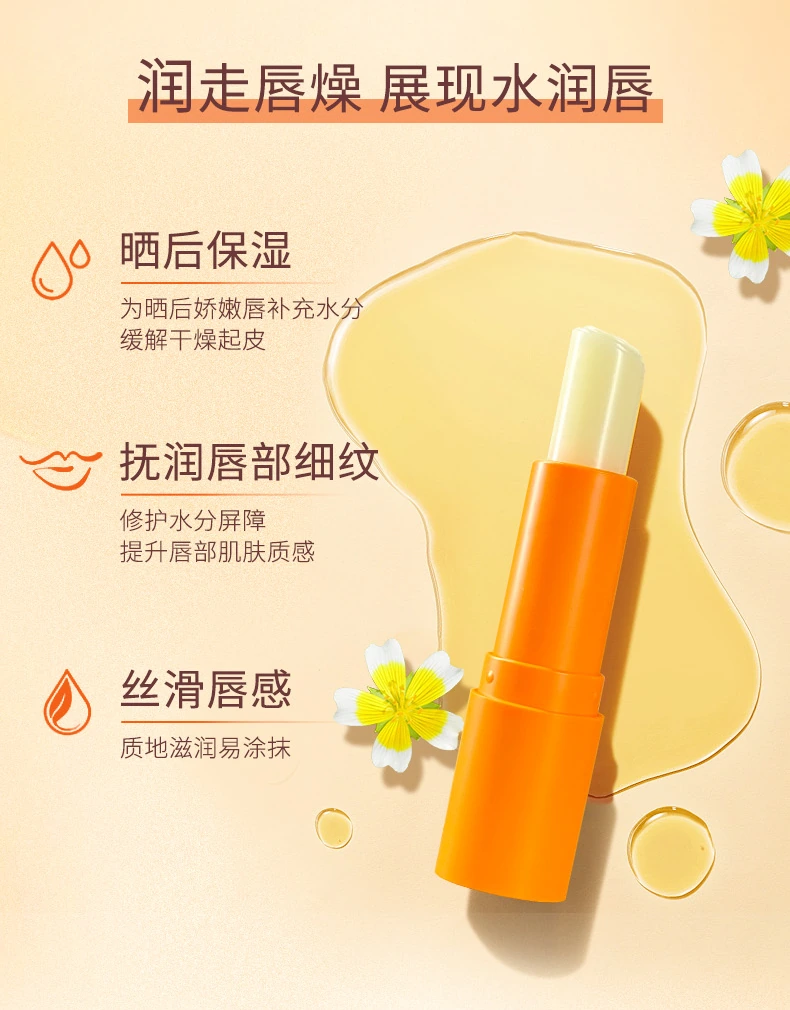 润走唇燥 展现水润唇
晒后保湿
为晒后娇嫩唇补充水分
缓解干燥起皮
抚润唇部细纹
修护水分屏障
提升唇部肌肤质感
丝滑唇感
质地滋润易涂抹